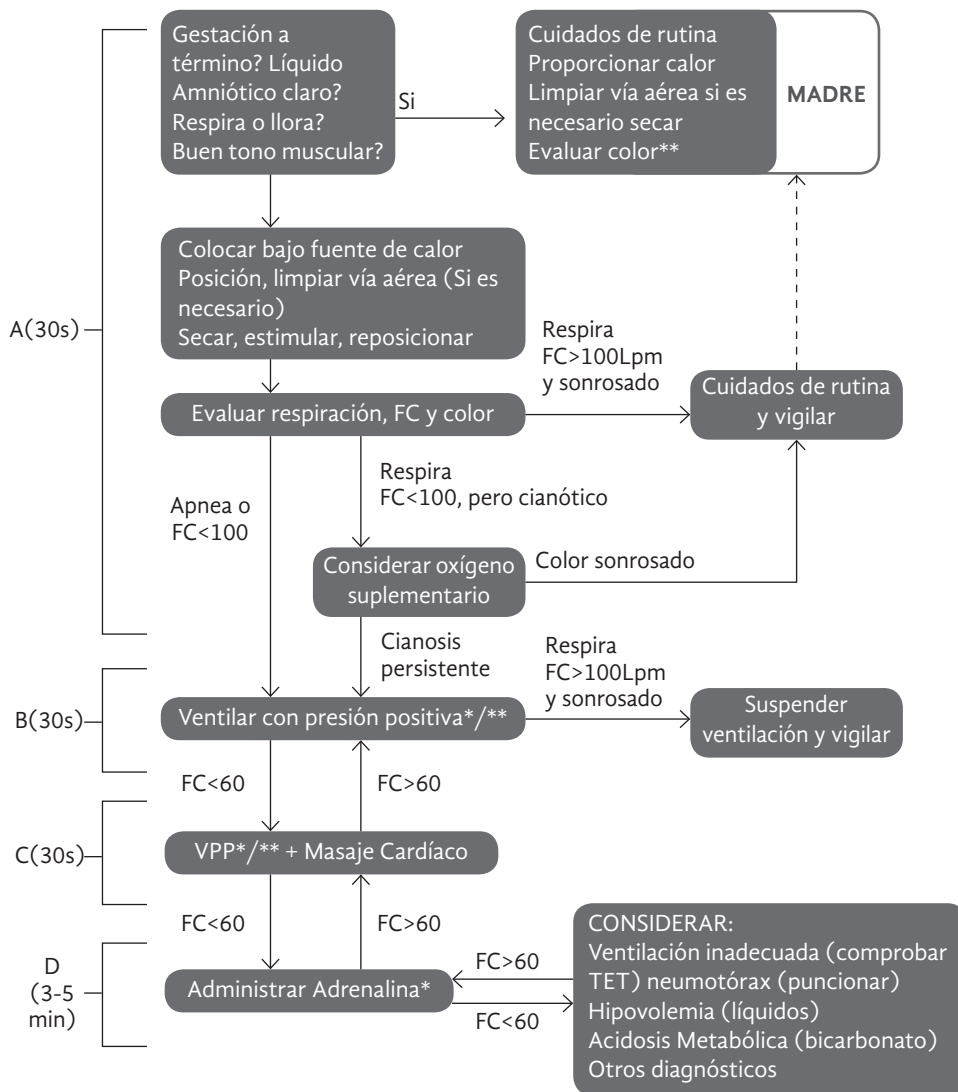 Gestación a
término? Líquido
Amniótico claro?
Respira o llora?
Buen tono muscular?
Si
Cuidados de rutina
Proporcionar calor
Limpiar vía aérea si es
necesario secar
Evaluar color**
MADRE
A(30s)
Colocar bajo fuente de calor
Posición, limpiar vía aérea (Si es
necesario)
Secar, estimular, reposicionar
Respira
FC>100Lpm
y sonrosado
Evaluar respiración, FC y color
Cuidados de rutina
y vigilar
Apnea o
FC<100
Respira
FC<100, pero cianótico
Considerar oxígeno
suplementario
Color sonrosado
Cianosis
persistente
Respira
FC>100Lpm
y sonrosado
B(30s)
Ventilar con presión positiva*/**
Suspender
ventilación y vigilar
FC<60
FC>60
C(30s)
VPP*/** + Masaje Cardíaco
FC<60
FC>60
D
(3-5
min)
Administrar Adrenalina*
FC>60
FC<60
CONSIDERAR:
Ventilación inadecuada (comprobar
TET) neumotórax (puncionar)
Hipovolemia (líquidos)
Acidosis Metabólica (bicarbonato)
Otros diagnósticos